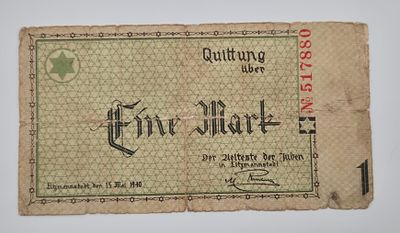 Quittung
über
Eine Mark
Der Aelteste der Juden
in Litzmannstadt
Litzmannstadt, den 15. Mai 1940
№ 517880
1